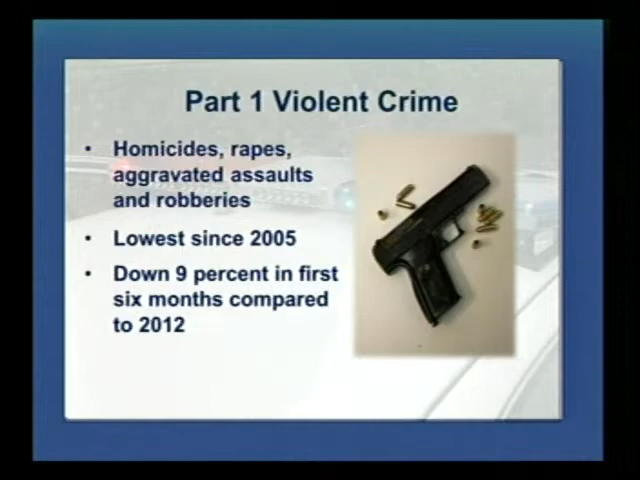 Part 1 Violent Crime
• Homicides, rapes,
aggravated assaults
and robberies
• Lowest since 2005
• Down 9 percent in first
six months compared
to 2012